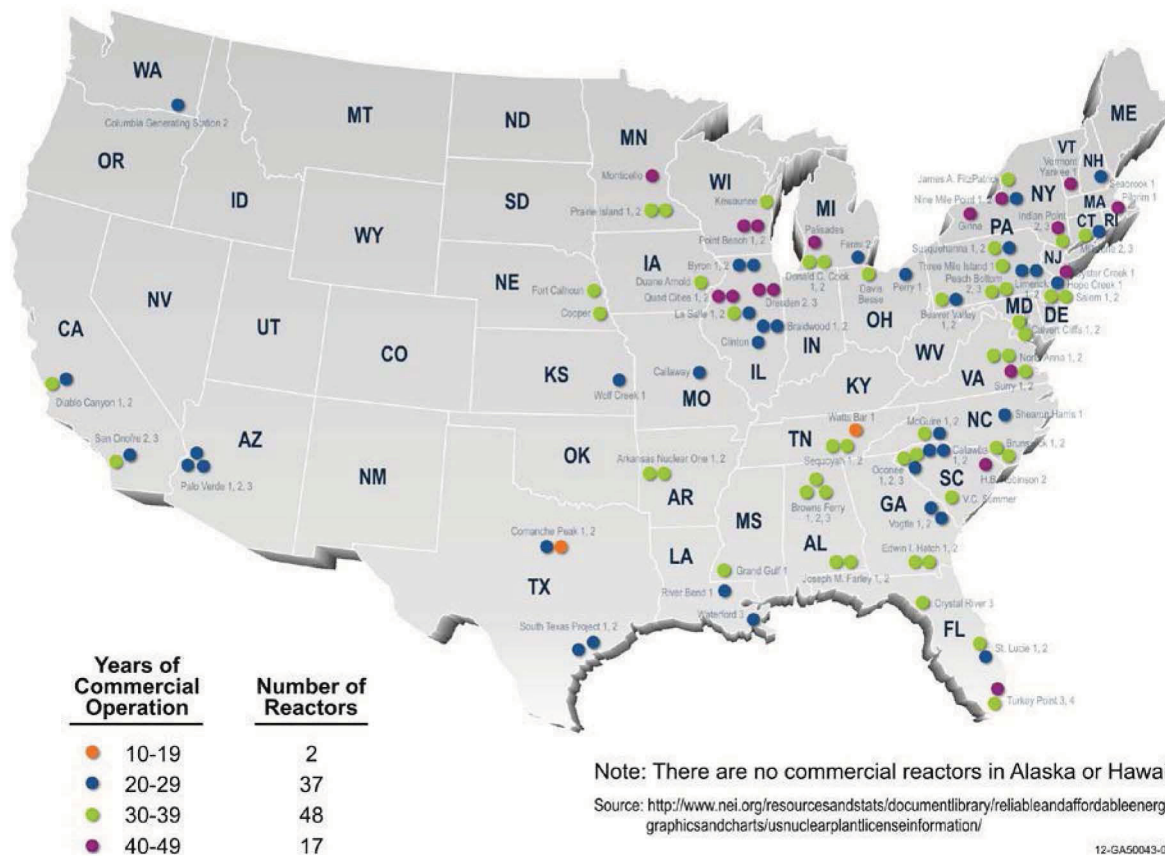 WA
Columbia Generating Station 2
OR
MT
ID
WY
ND
SD
MN
Monticello
Prairie Island 1, 2
WI
Kewaunee
Point Beach 1, 2
MI
Palisades
Fermi 2
Donald C. Cook
1, 2
Davis
Besse
Perry 1
OH
ME
VT
Vermont
Yankee 1
NH
Seabrook 1
Pilgrim 1
MA
CT
RI
James A. FitzPatrick
Nine Mile Point 1, 2
NY
Ginna
Indian Point
2, 3
PA
Susquehanna 1, 2
Three Mile Island 1
Peach Bottom
2, 3
Limerick
1, 2
NJ
Oyster Creek 1
Hope Creek 1
Salem 1, 2
Beaver Valley
1, 2
MD
DE
Calvert Cliffs 1, 2
NV
CA
UT
CO
NE
Fort Calhoun
Cooper
IA
Duane Arnold
Quad Cities 1, 2
Byron 1, 2
Dresden 2, 3
La Salle 1, 2
Braidwood 1, 2
Clinton
IL
IN
WV
VA
North Anna 1, 2
Surry 1, 2
KS
Wolf Creek 1
Callaway
MO
KY
Diablo Canyon 1, 2
San Onofre 2, 3
AZ
Palo Verde 1, 2, 3
NM
OK
Arkansas Nuclear One 1, 2
AR
TN
Watts Bar 1
Sequoyah 1, 2
NC
McGuire 1, 2
Shearon Harris 1
Catawba
1, 2
Brunswick 1, 2
Oconee
1, 2, 3
SC
H.B. Robinson 2
V.C. Summer
GA
Vogtle 1, 2
MS
AL
Browns Ferry
1, 2, 3
Joseph M. Farley 1, 2
Edwin I. Hatch 1, 2
Comanche Peak 1, 2
TX
LA
Grand Gulf 1
River Bend 1
Waterford 3
South Texas Project 1, 2
Crystal River 3
FL
St. Lucie 1, 2
Turkey Point 3, 4
Years of
Commercial
Operation
Number of
Reactors
10-19 2
20-29 37
30-39 48
40-49 17
Note: There are no commercial reactors in Alaska or Hawai
Source: http://www.nei.org/resourcesandstats/documentlibrary/reliableandaffordableenerg
graphicsandcharts/usnuclearplantlicenseinformation/
12-GA50043-0